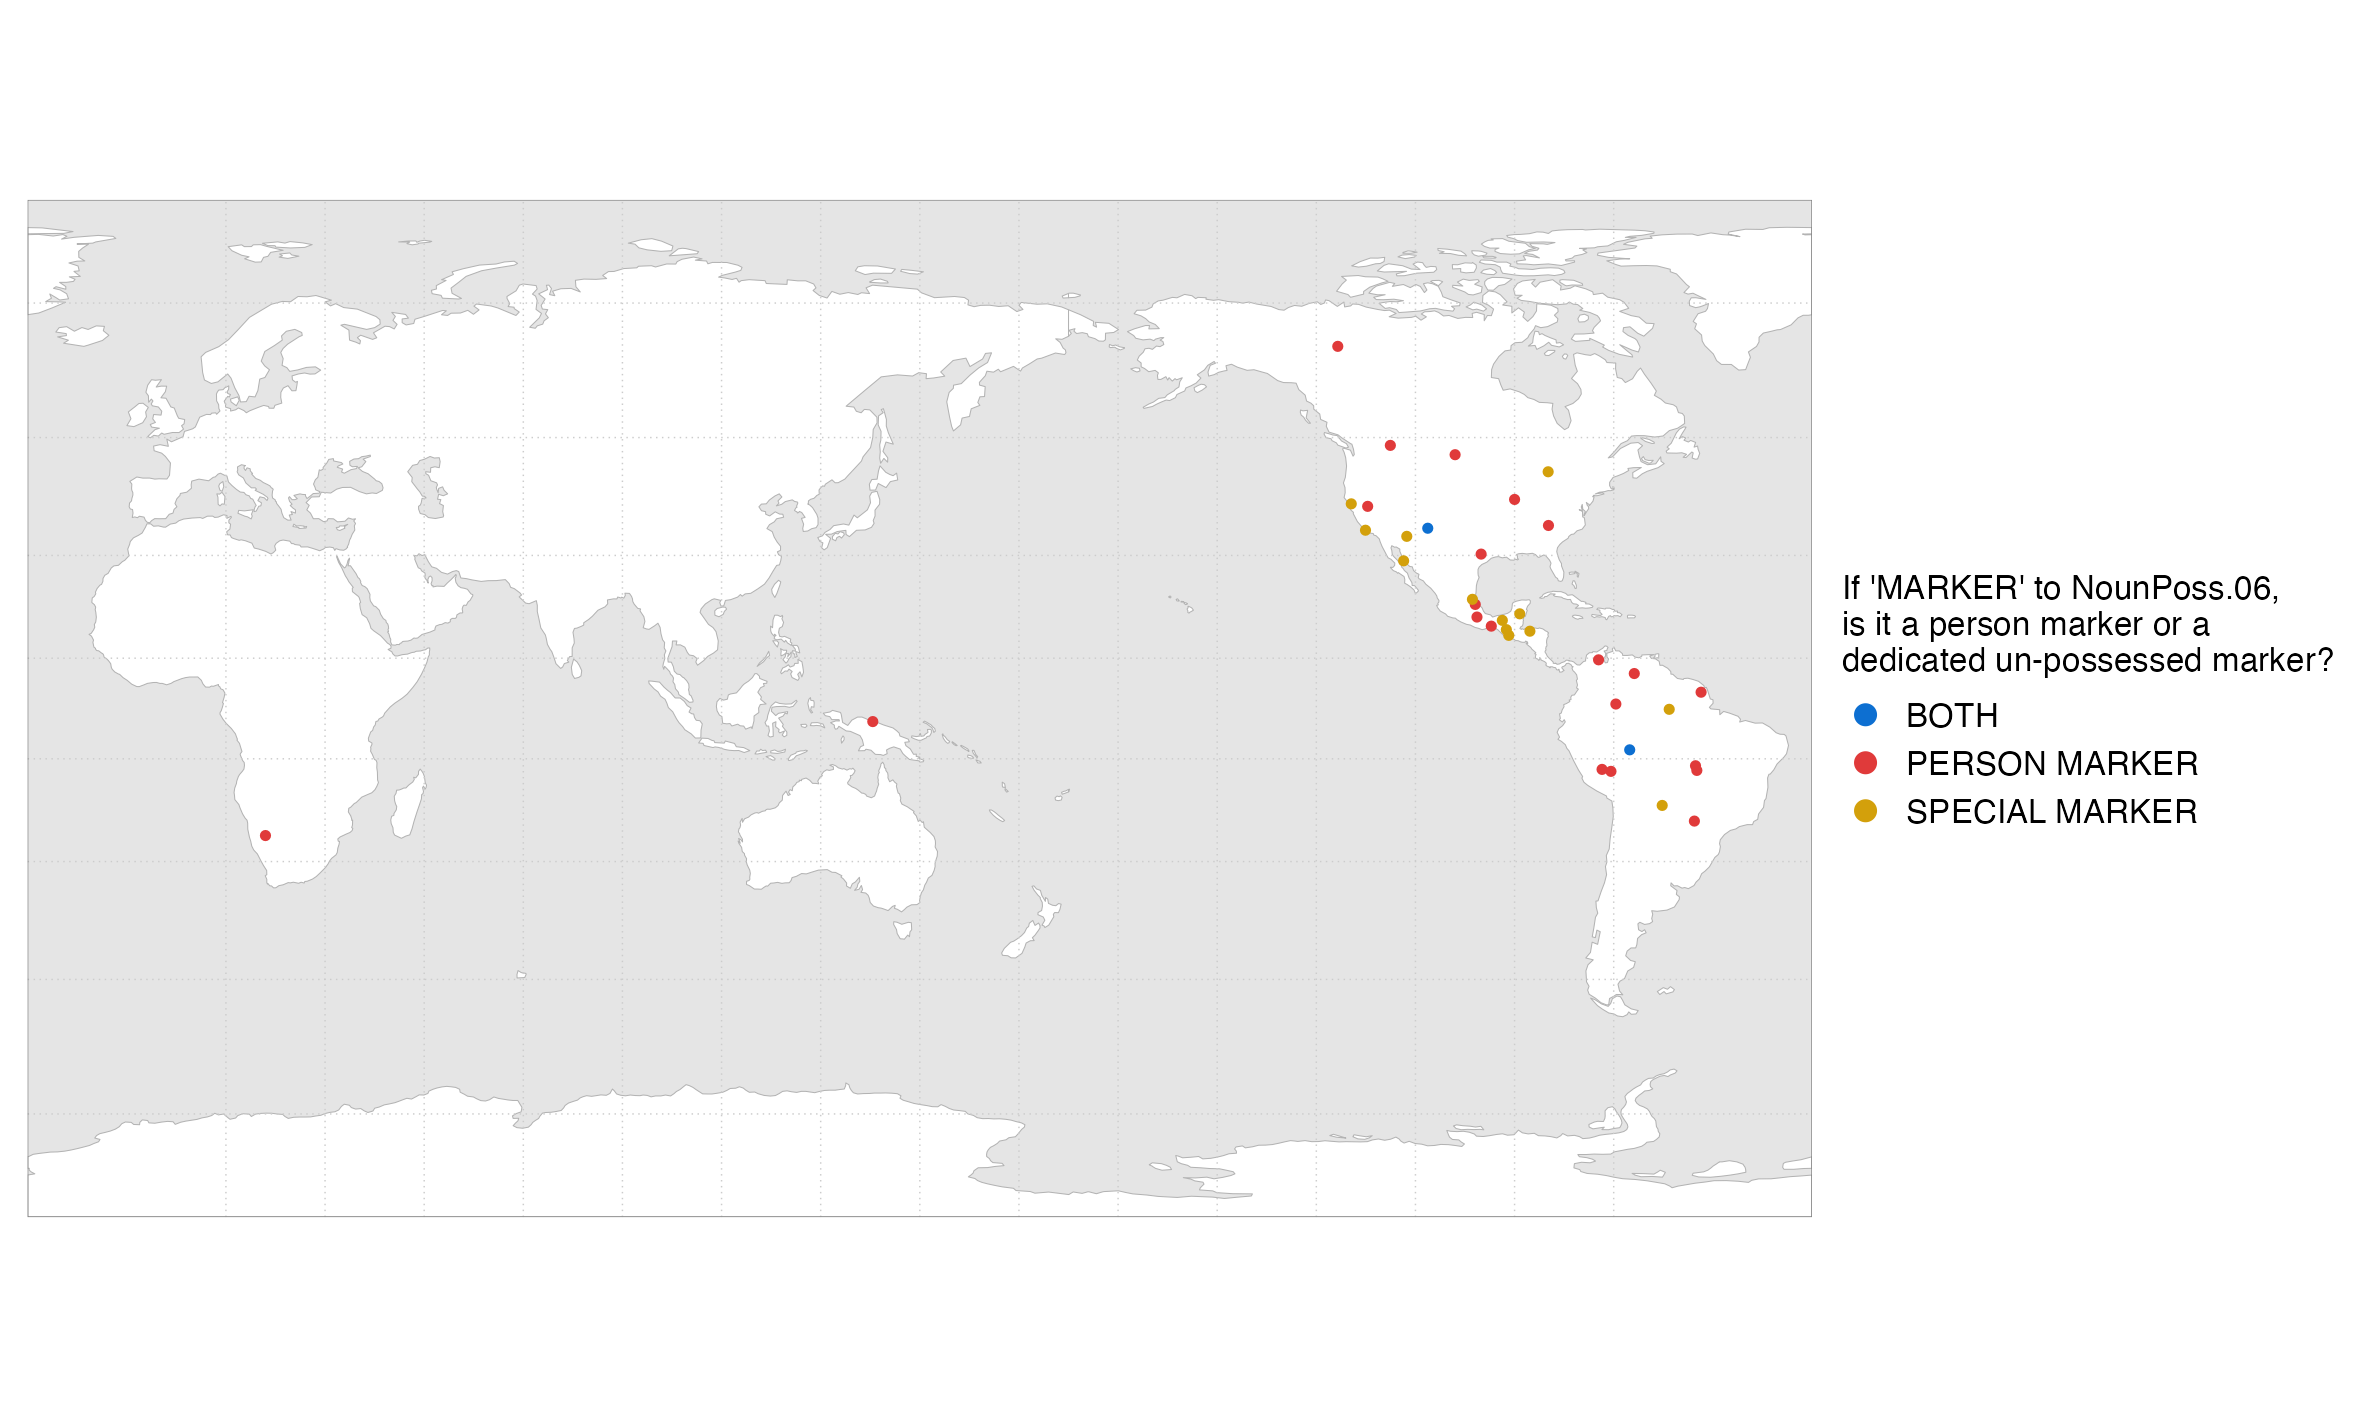 If 'MARKER' to NounPoss.06,
is it a person marker or a
dedicated un-possessed marker?
BOTH
PERSON MARKER
SPECIAL MARKER